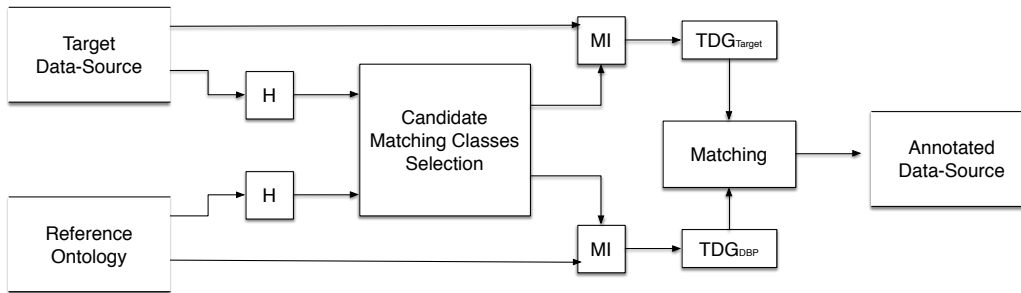 Target
Data-Source
H
Candidate
Matching Classes
Selection
H
Reference
Ontology
MI
TDGTarget
Matching
MI
TDGDBP
Annotated
Data-Source